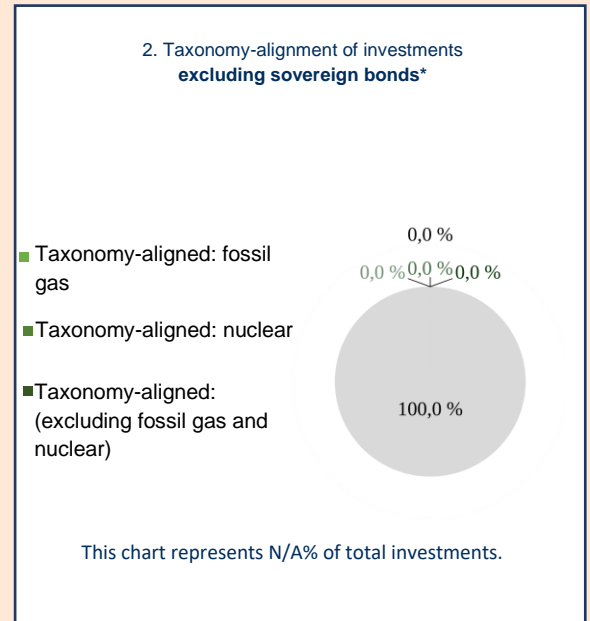 2. Taxonomy-alignment of investments
excluding sovereign bonds*
Taxonomy-aligned: fossil
gas
Taxonomy-aligned: nuclear
Taxonomy-aligned:
(excluding fossil gas and
nuclear)
0,0 %
0,0 % 0,0 % 0,0 %
100,0 %
This chart represents N/A% of total investments.